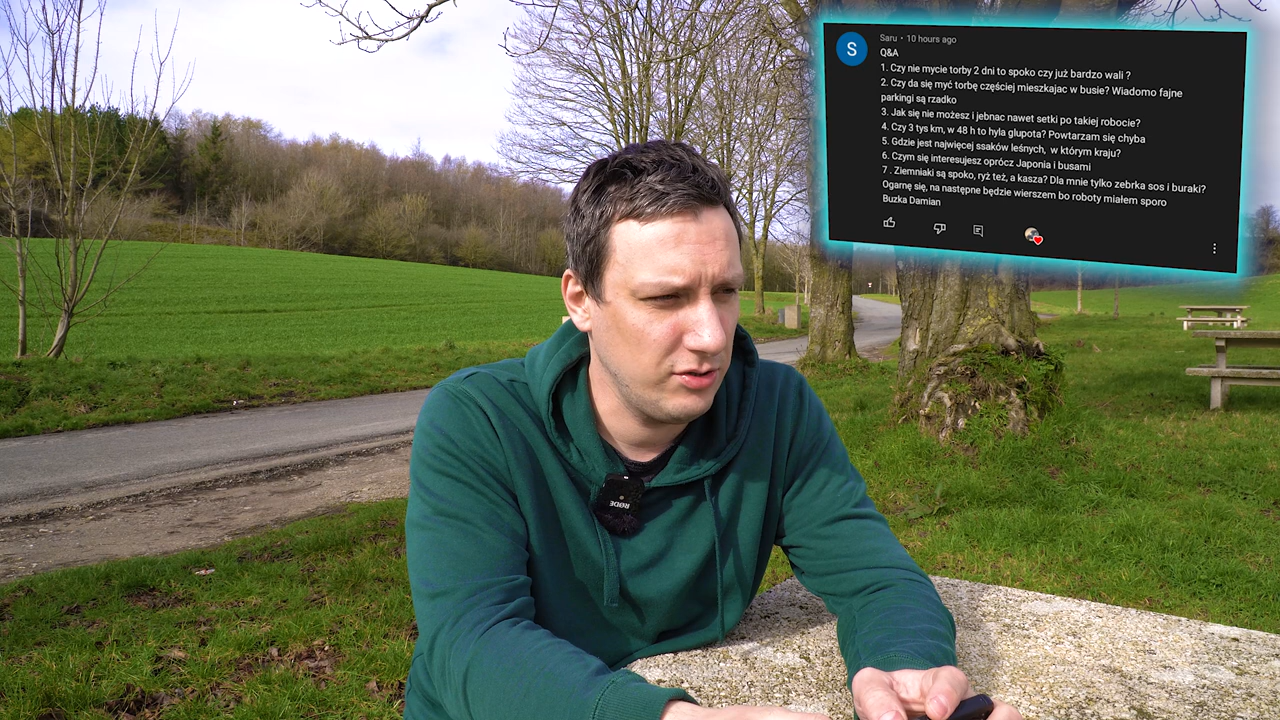 S
Saru • 10 hours ago
Q&A
1. Czy nie mycie torby 2 dni to spoko czy już bardzo wali ?
2. Czy da się myć torbę częściej mieszkajac w busie? Wiadomo fajne
parkingi są rzadko
3. Jak się nie możesz i jebnac nawet setki po takiej robocie?
4. Czy 3 tys km, w 48 h to hyla głupota? Powtarzam się chyba
5. Gdzie jest najwięcej ssaków leśnych, w którym kraju?
6. Czym się interesujesz oprócz Japonia i busami
7 . Ziemniaki są spoko, ryż też, a kasza? Dla mnie tylko zebrka sos i buraki?
Ogarnę się, na następne będzie wierszem bo roboty miałem sporo
Buzka Damian
RØDE